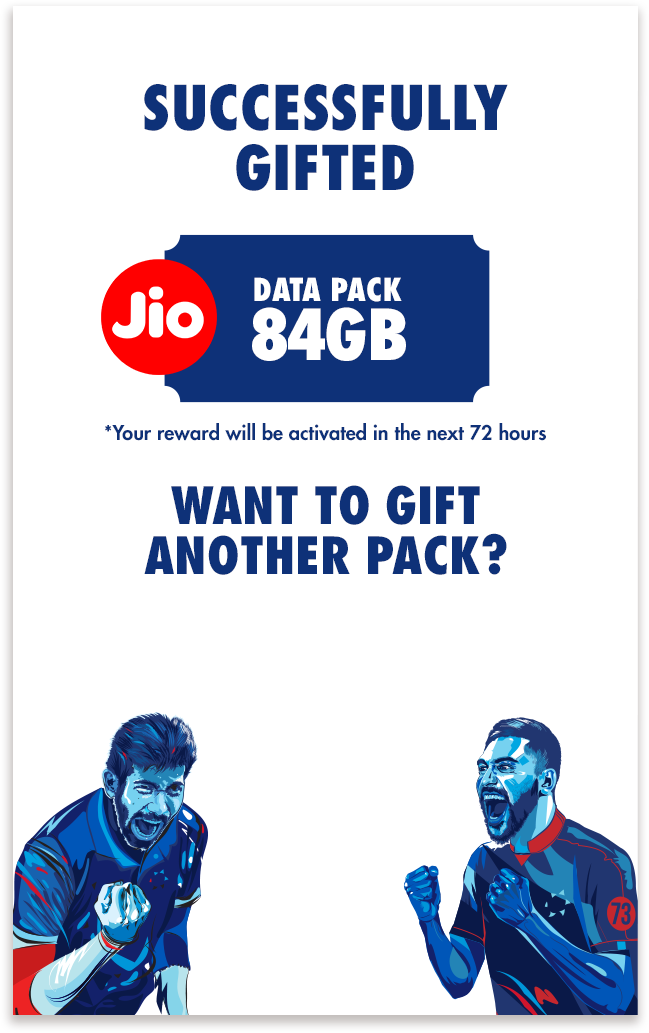 SUCCESSFULLY
GIFTED
Jio
DATA PACK
84GB
*Your reward will be activated in the next 72 hours
WANT TO GIFT
ANOTHER PACK?
73